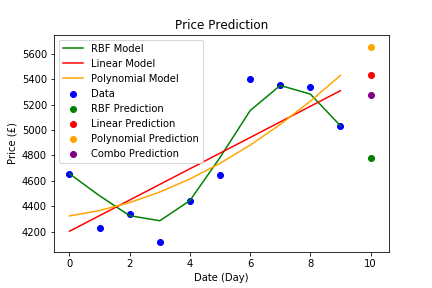 Price Prediction
RBF Model
Linear Model
Polynomial Model
Data
RBF Prediction
Linear Prediction
Polynomial Prediction
Combo Prediction
Price (£)
5600
5400
5200
5000
4800
4600
4400
4200
0 2 4 6 8 10
Date (Day)